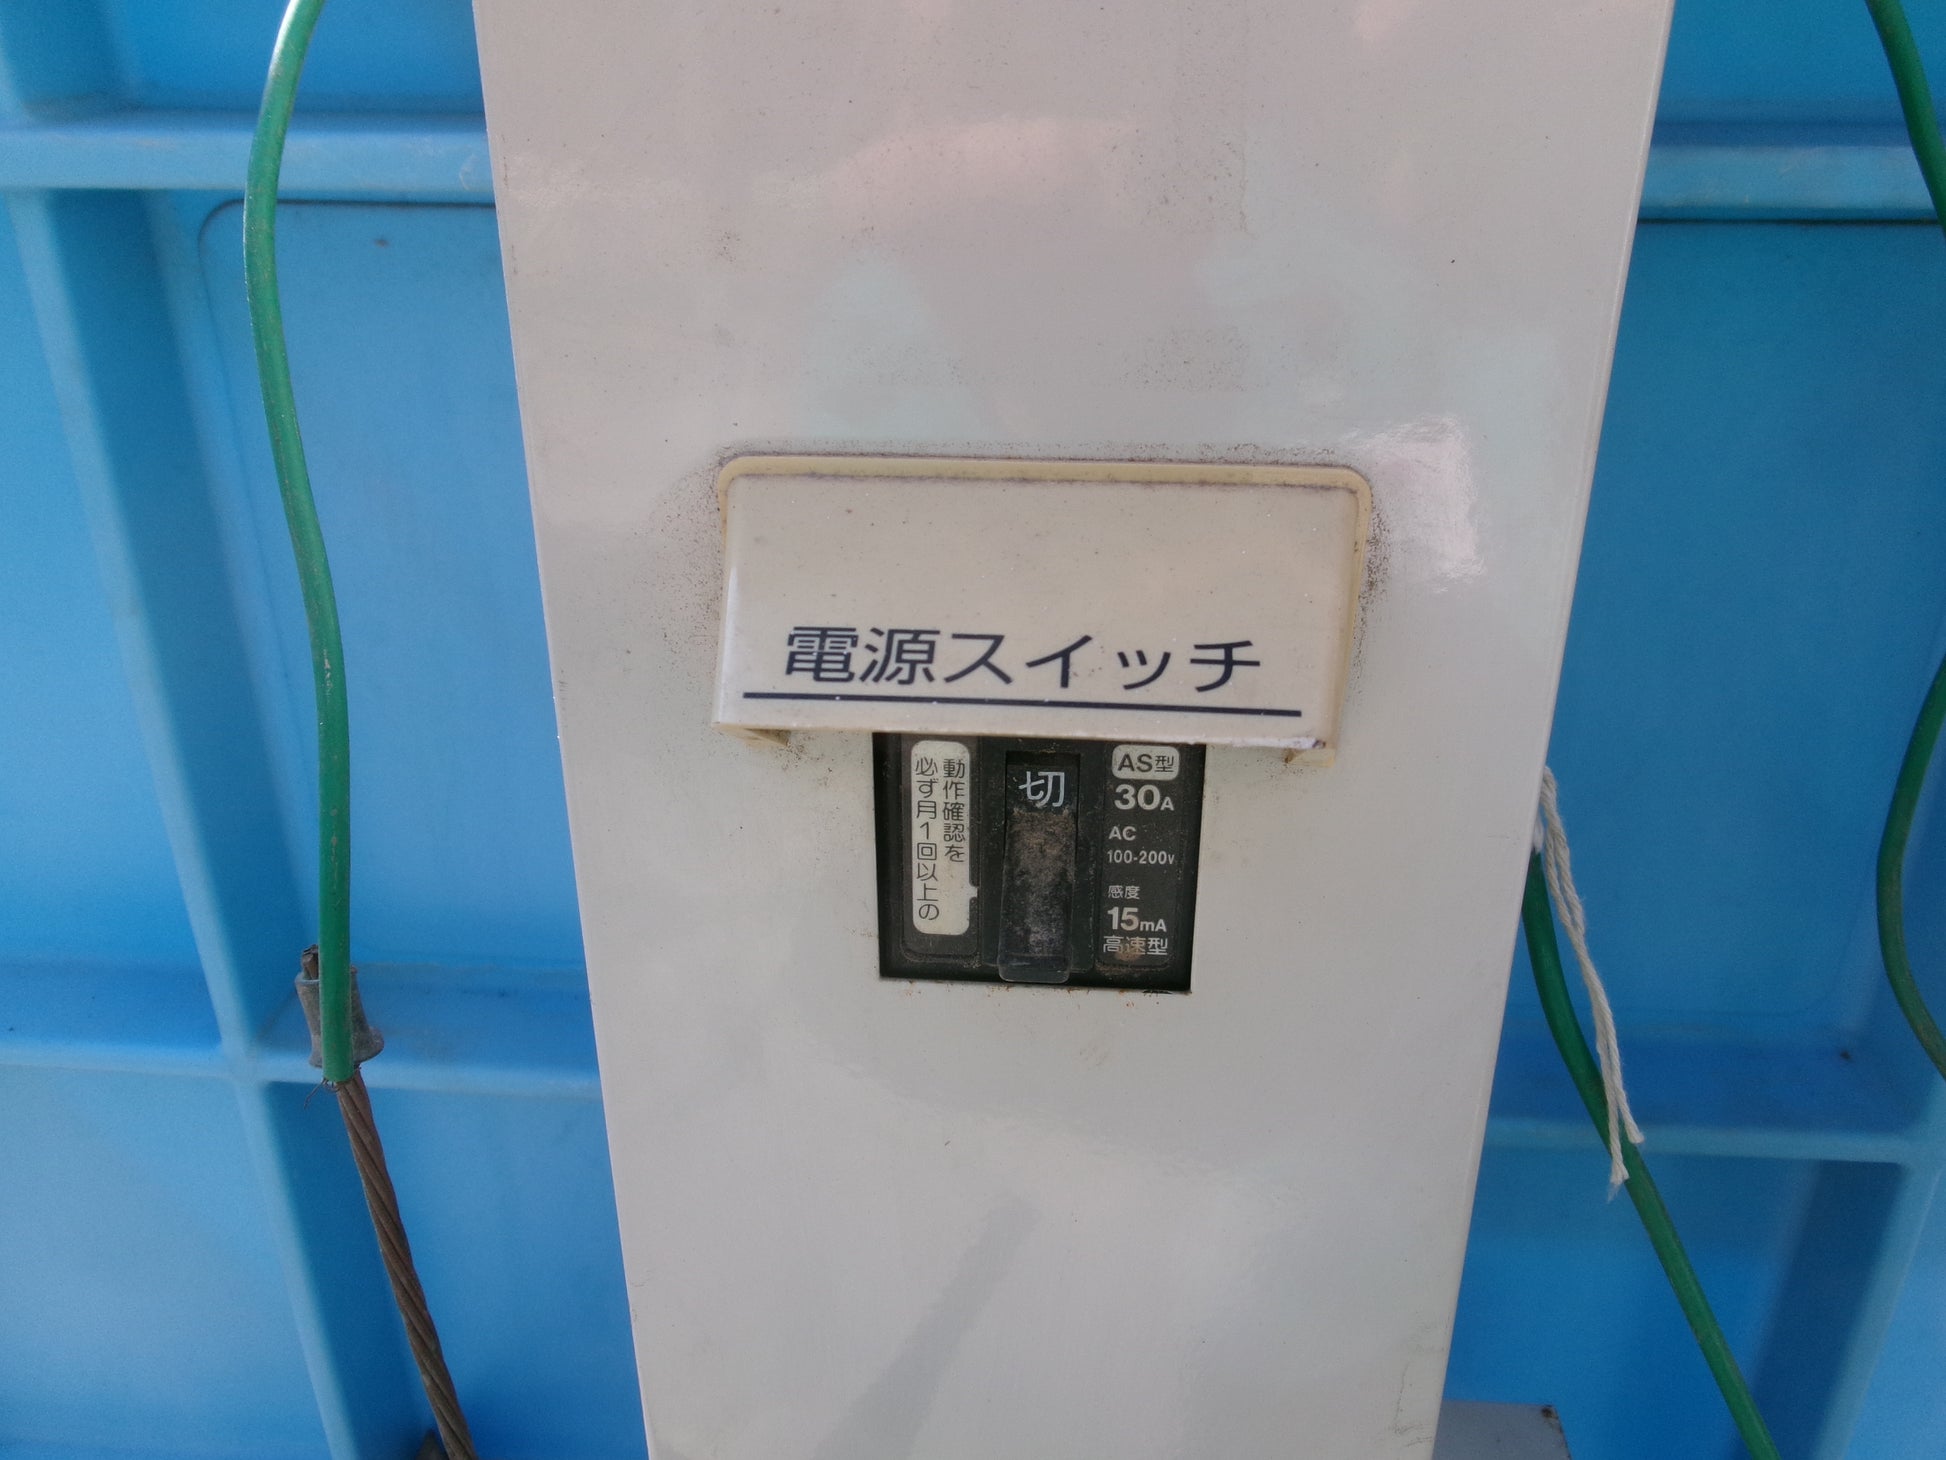 電源スイッチ
必ず月1回以上の
動作確認を
切
AS型
30A
AC
100-200V
感度
15mA
高速型